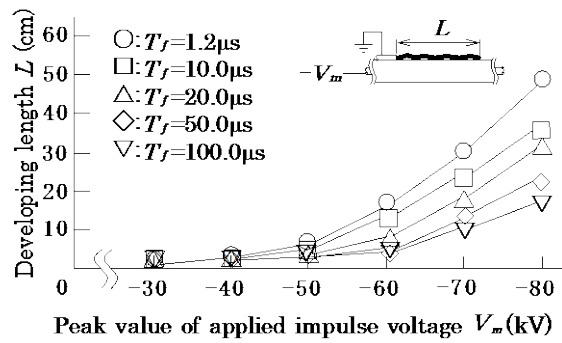 Developing length L (cm)
60
50
40
30
20
10
0
: Tf=1.2μs
: Tf=10.0μs
: Tf=20.0μs
: Tf=50.0μs
: Tf=100.0μs
L
-Vm
-30 -40 -50 -60 -70 -80
Peak value of applied impulse voltage Vm(kV)